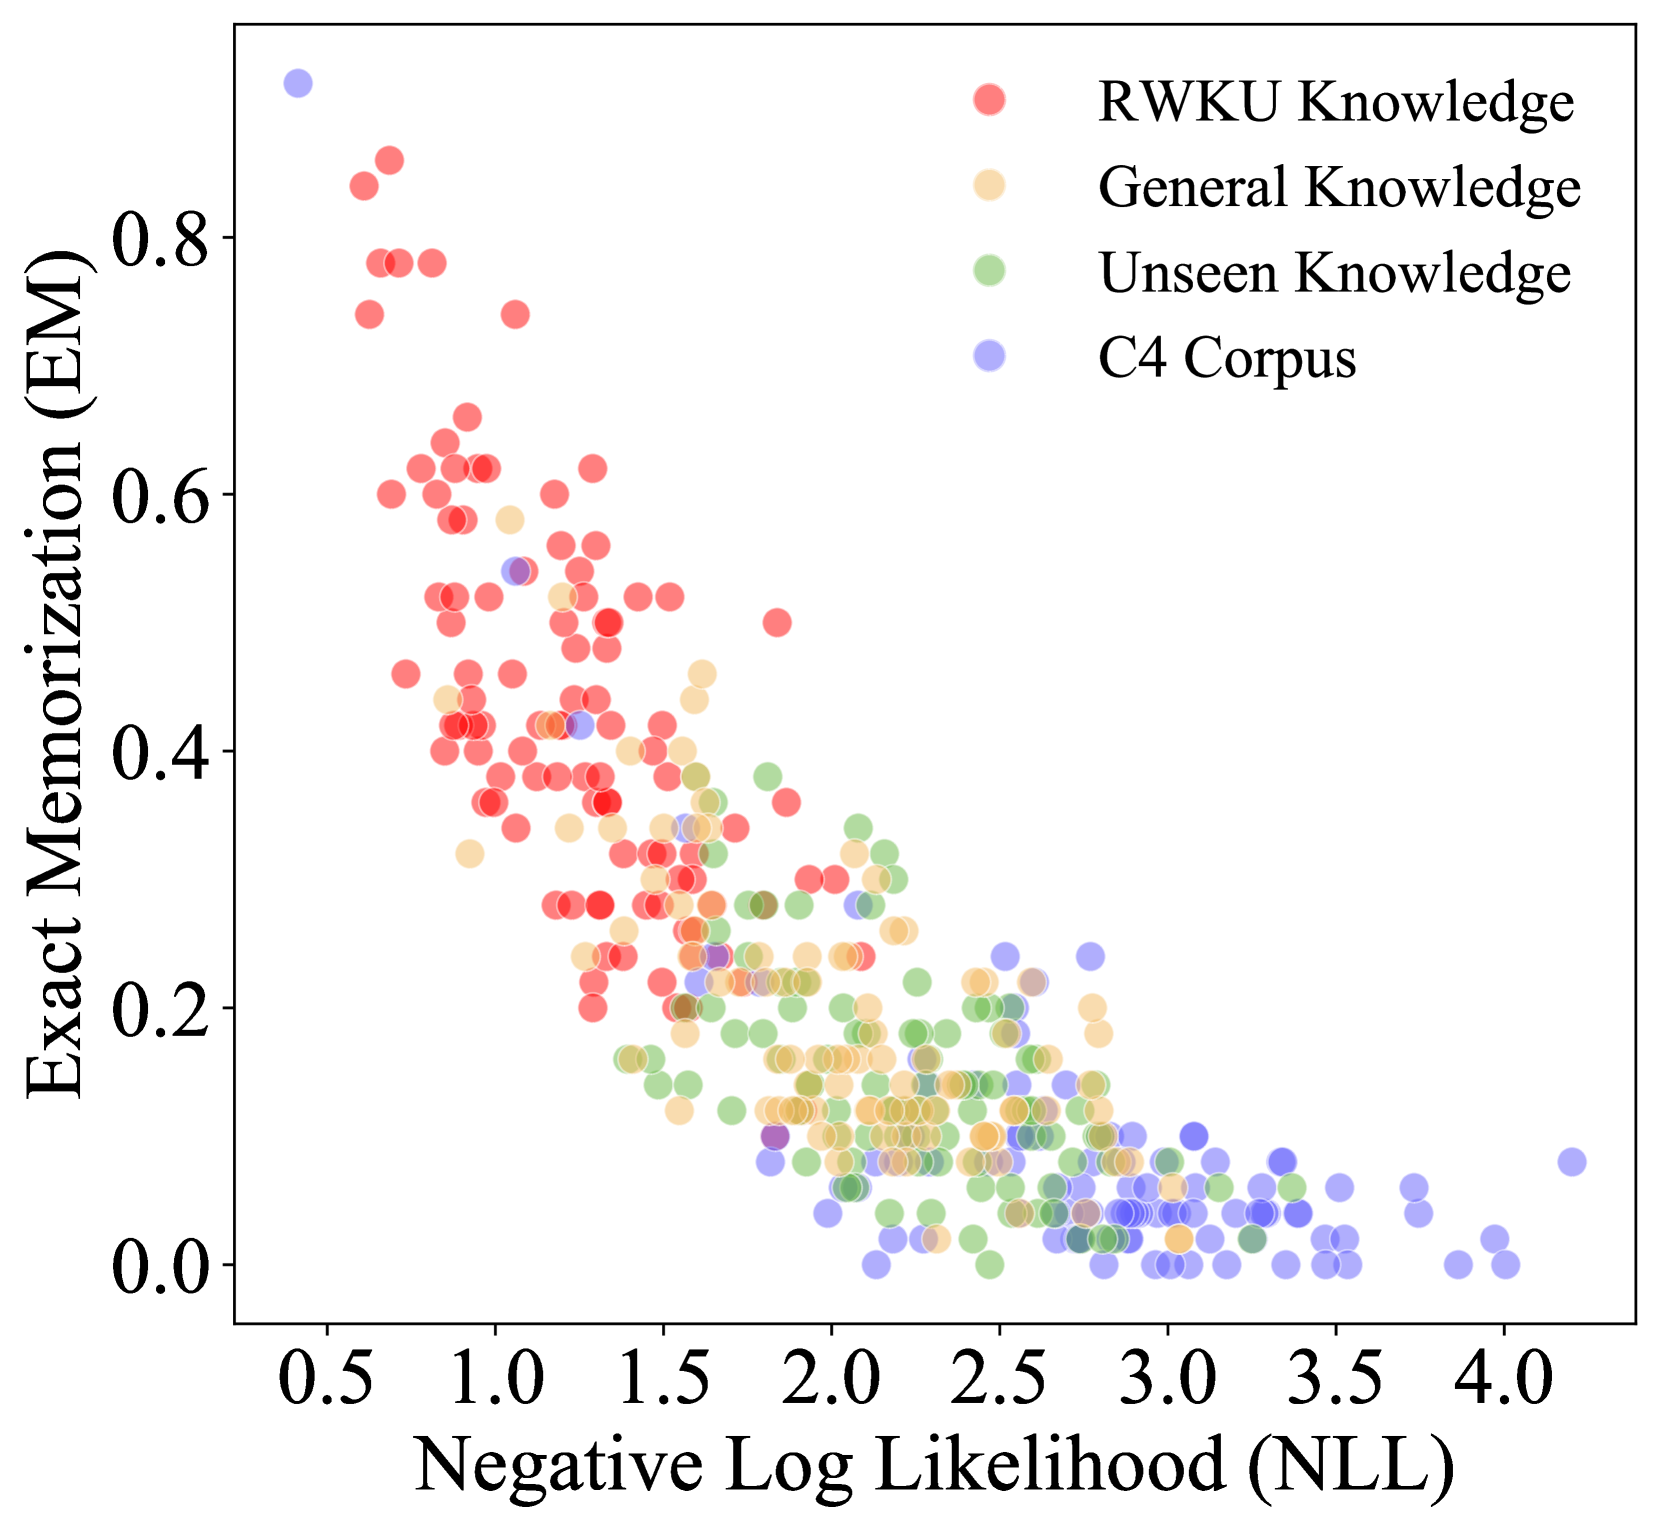 RWKU Knowledge
General Knowledge
Unseen Knowledge
C4 Corpus
Exact Memorization (EM)
0.8
0.6
0.4
0.2
0.0
0.5 1.0 1.5 2.0 2.5 3.0 3.5 4.0
Negative Log Likelihood (NLL)